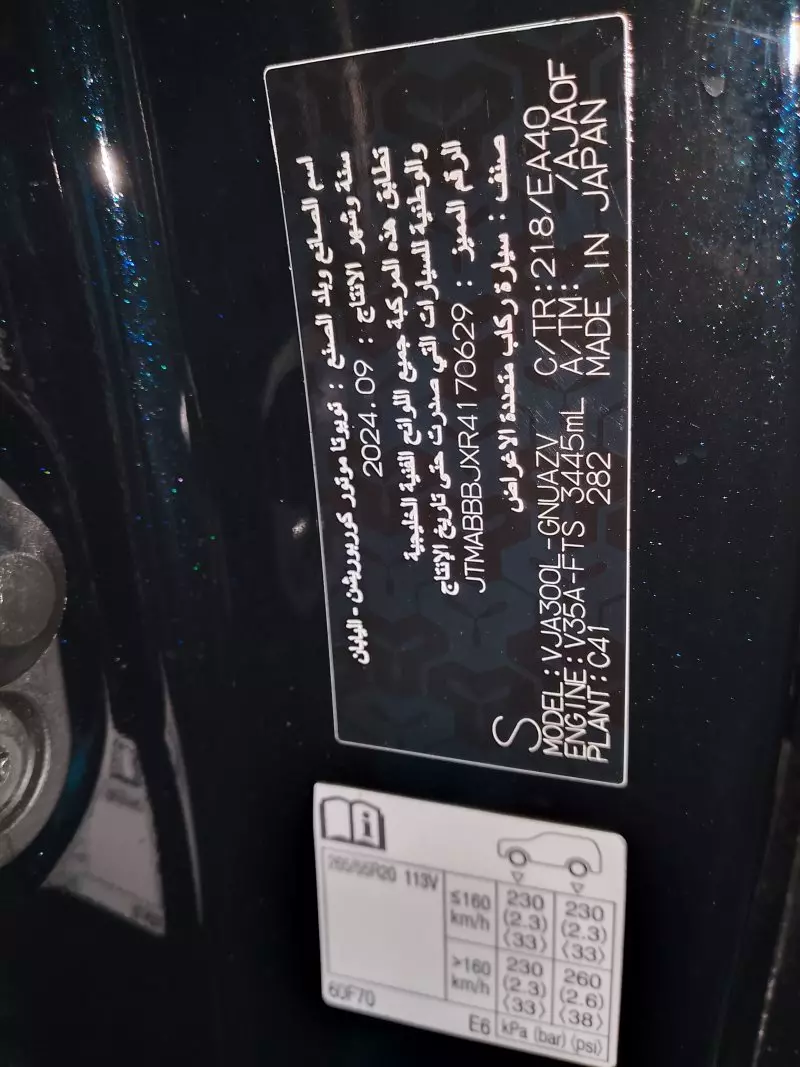 اسم الصانع وبلد الصنع : تويوتا موتور كوربوريشن - اليابان
سنة وشهر الانتاج : 2024.09
تطابق هذه المركبة جميع اللوائح الفنية الخليجية
والوطنية للسيارات التي صدرت حتى تاريخ الإنتاج
الرقم المميز : JTMABBBJXR4170629
صنف : سيارة ركاب متعددة الاغراض
S
MODEL:VJA300L-GNUAZV C/TR:218/EA40
ENGINE:V35A-FTS 3445mL A/TM: /AJA0F
PLANT:C41 282 MADE IN JAPAN
265/55R20 113V
≤160 km/h 230 (2.3) 〈33〉 230 (2.3) 〈33〉
>160 km/h 230 (2.3) 〈33〉 260 (2.6) 〈38〉
60F70 E6 kPa (bar) 〈psi〉